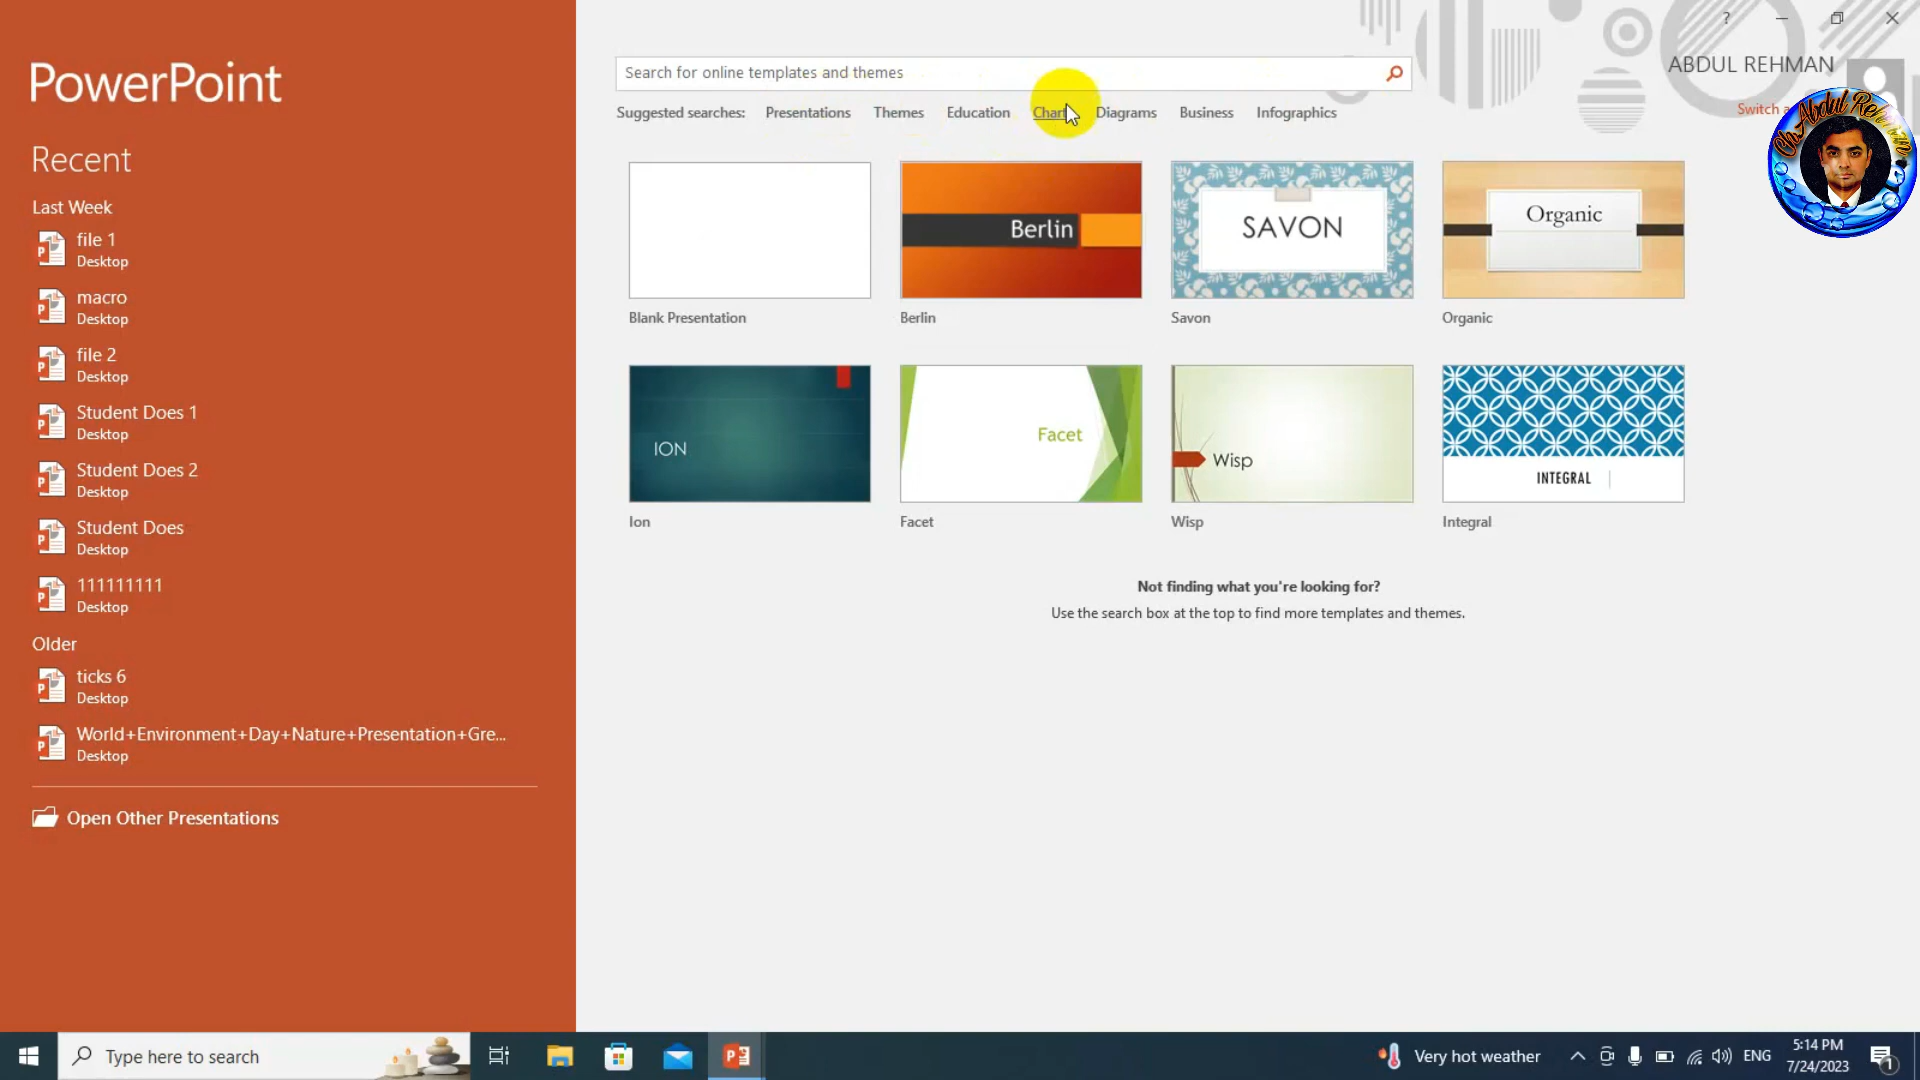 PowerPoint
Search for online templates and themes
Suggested searches: Presentations Themes Education Charts Diagrams Business Infographics
ABDUL REHMAN
Switch
Ch.Abdul Rehman
Recent
Last Week
file 1
Desktop
macro
Desktop
file 2
Desktop
Student Does 1
Desktop
Student Does 2
Desktop
Student Does
Desktop
111111111
Desktop
Older
ticks 6
Desktop
World+Environment+Day+Nature+Presentation+Gre...
Desktop
Open Other Presentations
Blank Presentation
Berlin
Berlin
SAVON
Savon
Organic
Organic
ION
Ion
Facet
Facet
Wisp
Wisp
INTEGRAL
Integral
Not finding what you're looking for?
Use the search box at the top to find more templates and themes.
Type here to search
Very hot weather
ENG
5:14 PM
7/24/2023
1